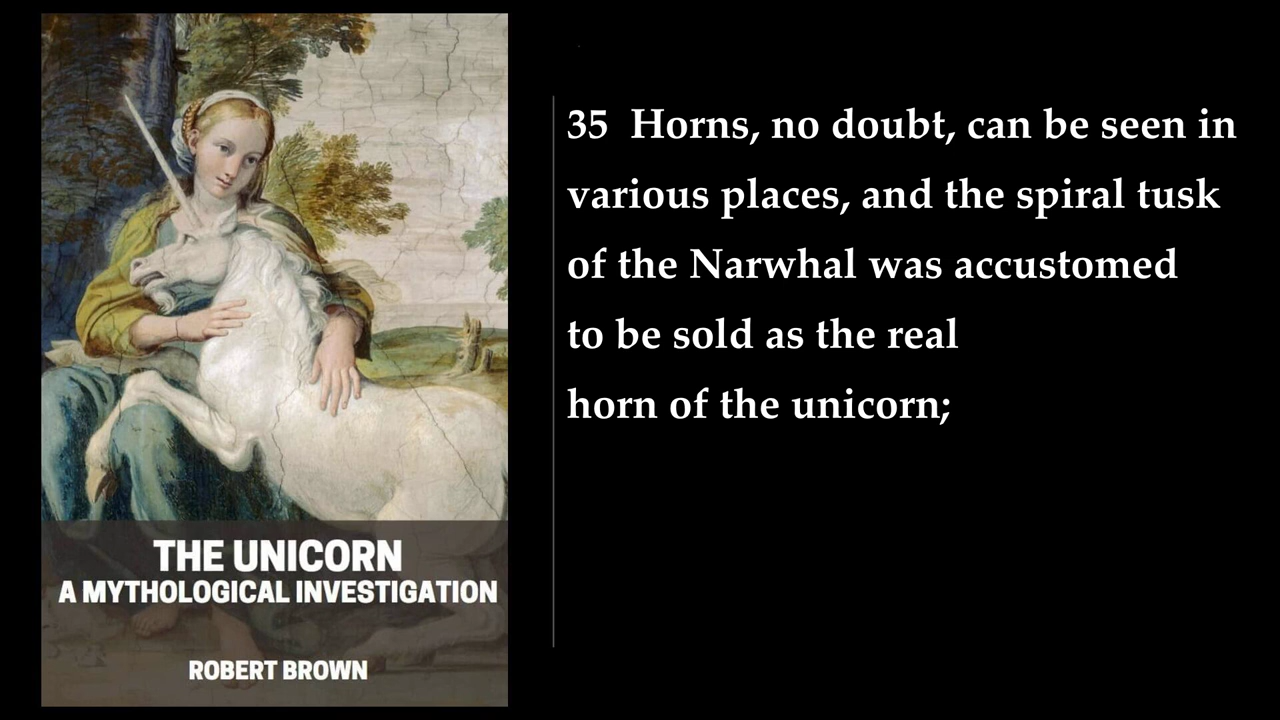 35 Horns, no doubt, can be seen in
various places, and the spiral tusk
of the Narwhal was accustomed
to be sold as the real
horn of the unicorn;
THE UNICORN
A MYTHOLOGICAL INVESTIGATION
ROBERT BROWN